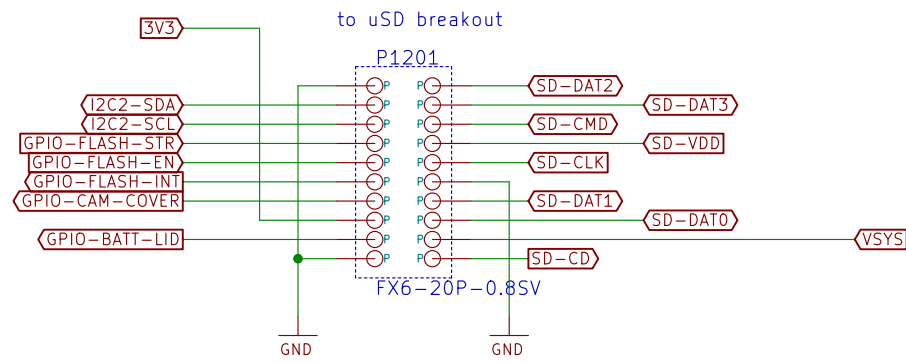 to uSD breakout
3V3
P1201
P P SD-DAT2
I2C2-SDA P P SD-DAT3
I2C2-SCL P P SD-CMD
GPIO-FLASH-STR P P SD-VDD
GPIO-FLASH-EN P P SD-CLK
GPIO-FLASH-INT P P
GPIO-CAM-COVER P P SD-DAT1
P P SD-DAT0
GPIO-BATT-LID P P VSYS
P P SD-CD
FX6-20P-0.8SV
GND GND